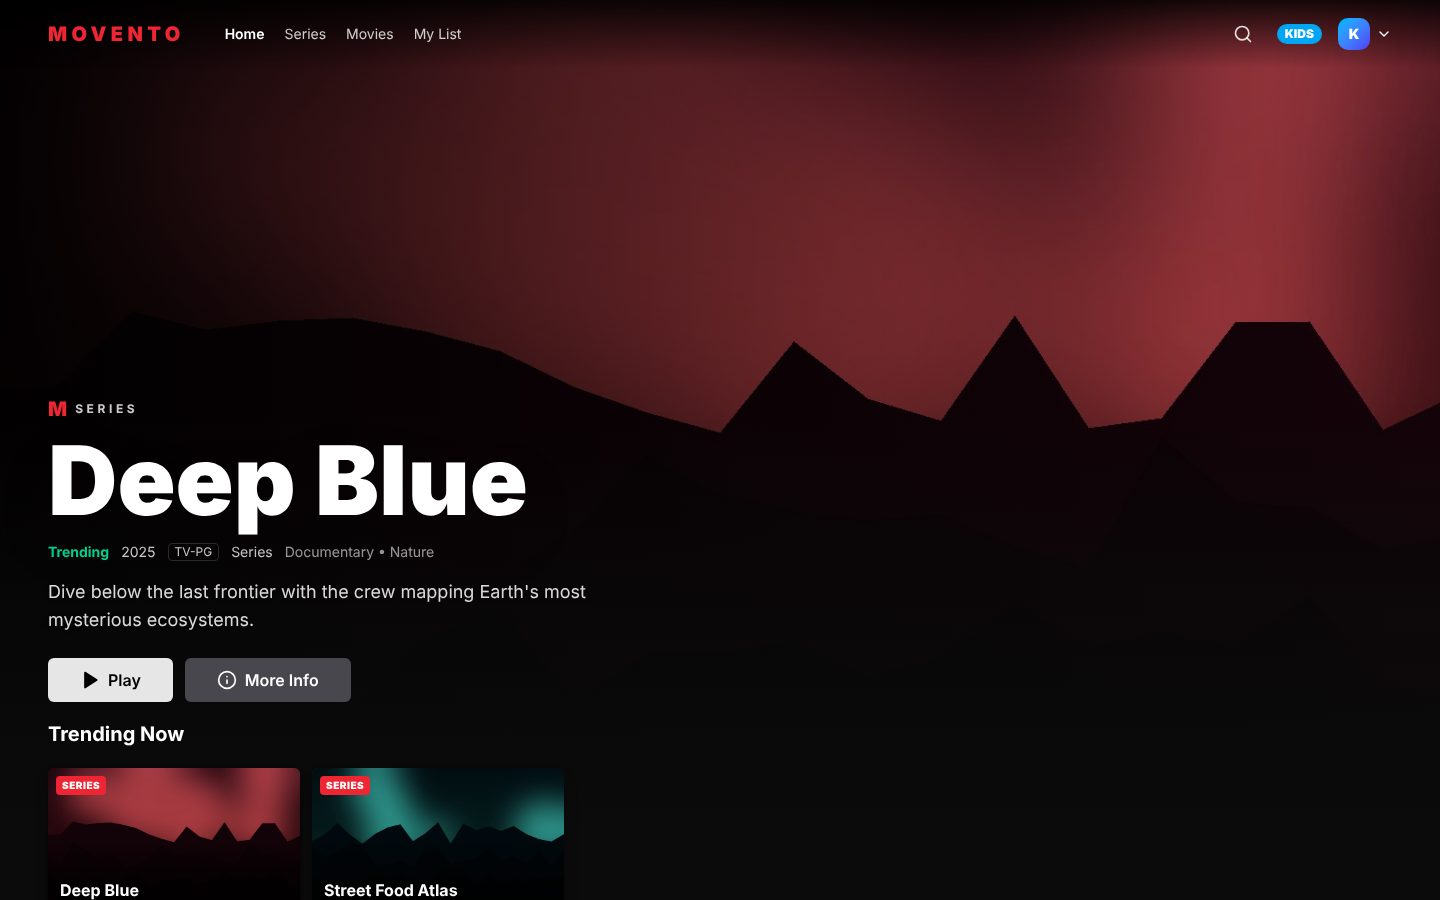 MOVENTO Home Series Movies My List KIDS K
M SERIES
Deep Blue
Trending 2025 TV-PG Series Documentary • Nature
Dive below the last frontier with the crew mapping Earth's most
mysterious ecosystems.
Play More Info
Trending Now
SERIES SERIES
Deep Blue Street Food Atlas